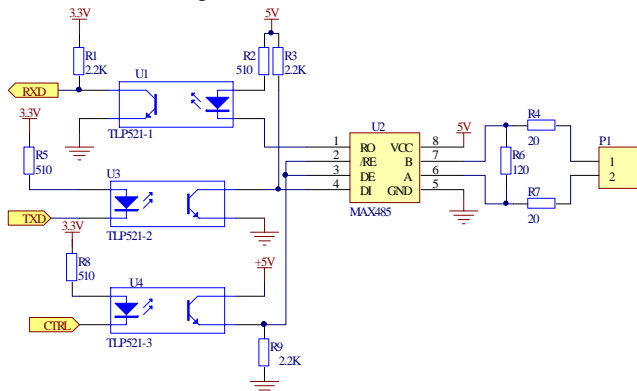 3.3V
5V
R1
2.2K
R2
510
R3
2.2K
U1
RXD
TLP521-1
3.3V
R5
510
U2
1 RO VCC 8
2 /RE B 7
3 DE A 6
4 DI GND 5
MAX485
5V
R4
20
R6
120
R7
20
P1
1
2
U3
TXD
TLP521-2
3.3V
R8
510
U4
+5V
CTRL
TLP521-3
R9
2.2K